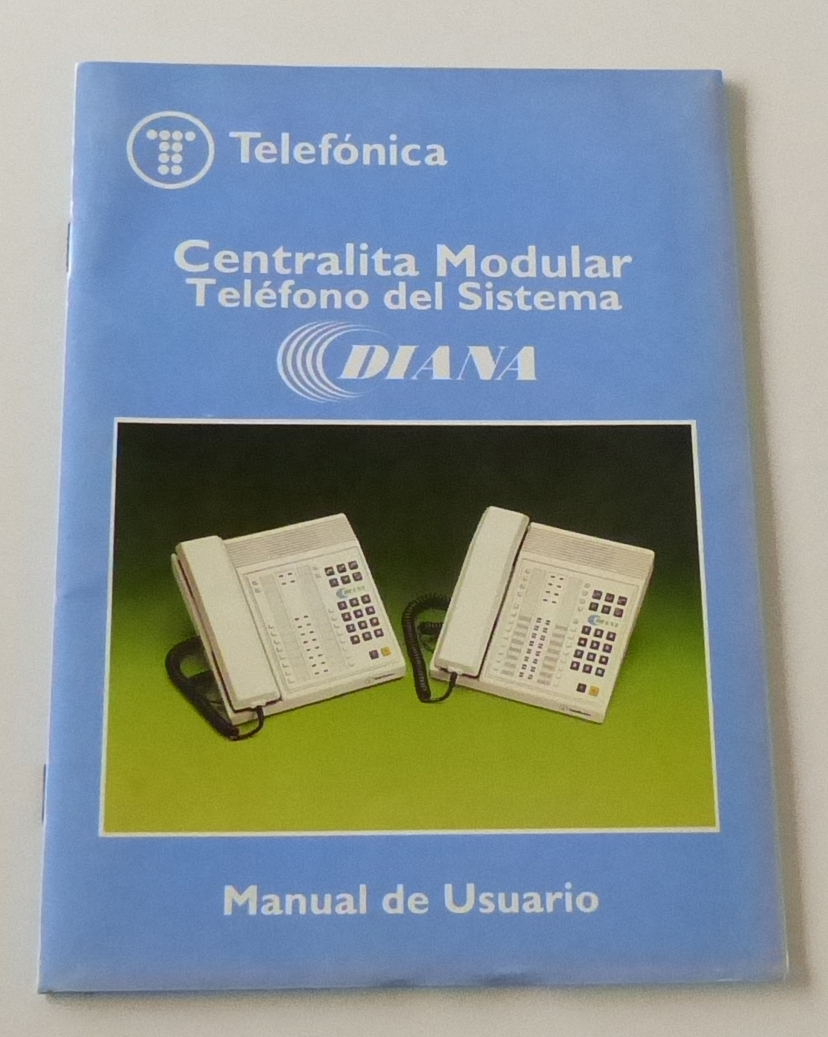 Telefónica
Centralita Modular
Teléfono del Sistema
DIANA
Manual de Usuario